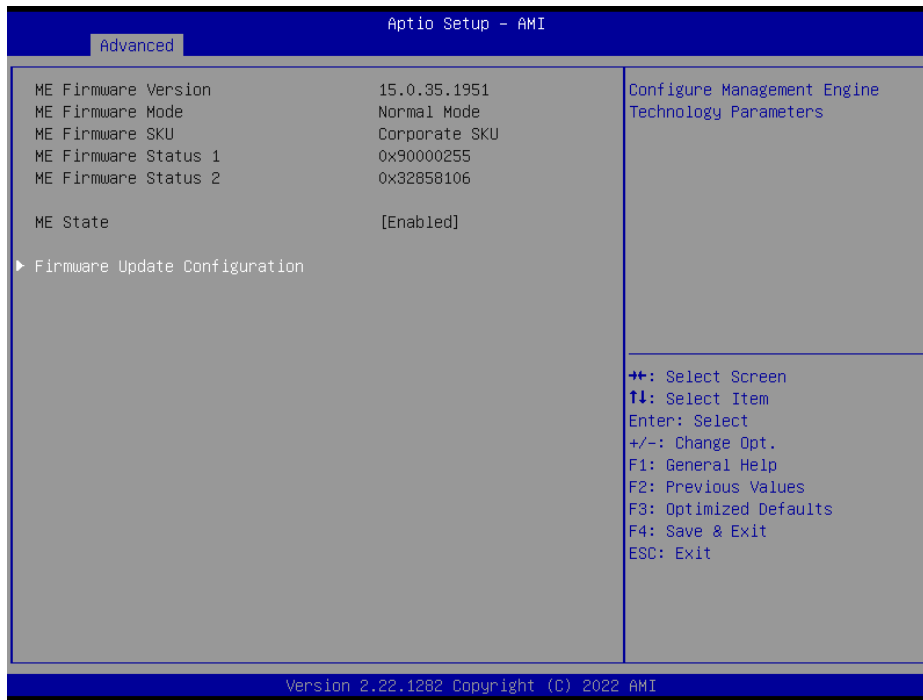 Aptio Setup – AMI
Advanced
ME Firmware Version 15.0.35.1951
ME Firmware Mode Normal Mode
ME Firmware SKU Corporate SKU
ME Firmware Status 1 0x90000255
ME Firmware Status 2 0x32858106
ME State [Enabled]
▶ Firmware Update Configuration
Configure Management Engine
Technology Parameters
→←: Select Screen
↑↓: Select Item
Enter: Select
+/-: Change Opt.
F1: General Help
F2: Previous Values
F3: Optimized Defaults
F4: Save & Exit
ESC: Exit
Version 2.22.1282 Copyright (C) 2022 AMI